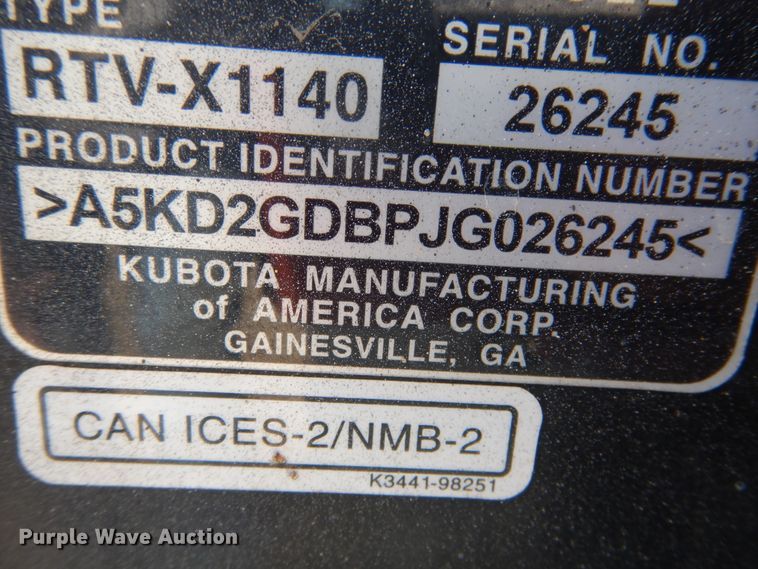 TYPE
SERIAL NO.
RTV-X1140
26245
PRODUCT IDENTIFICATION NUMBER
>A5KD2GDBPJG026245<
KUBOTA MANUFACTURING
of AMERICA CORP.
GAINESVILLE, GA
CAN ICES-2/NMB-2
K3441-98251
Purple Wave Auction